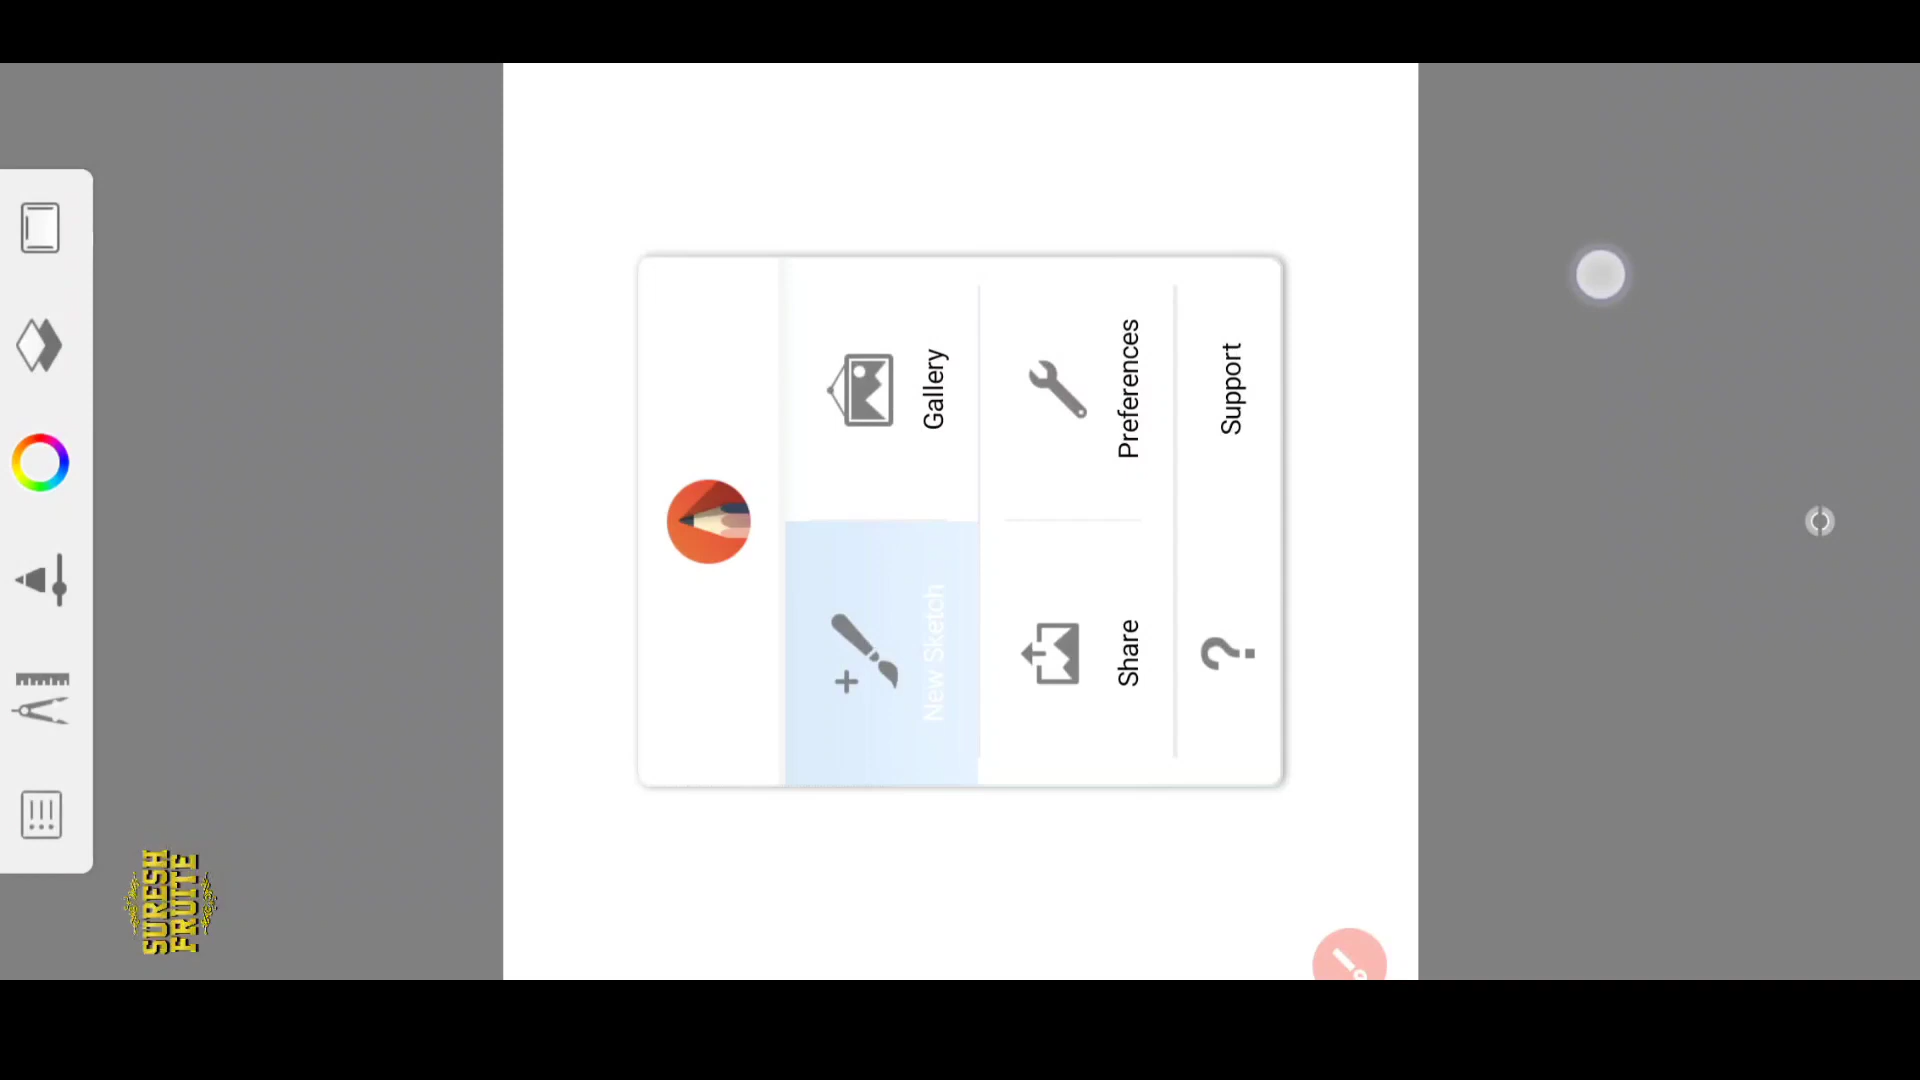 New Sketch
Gallery
Share
Preferences
?
Support
SURESH
FRUITE